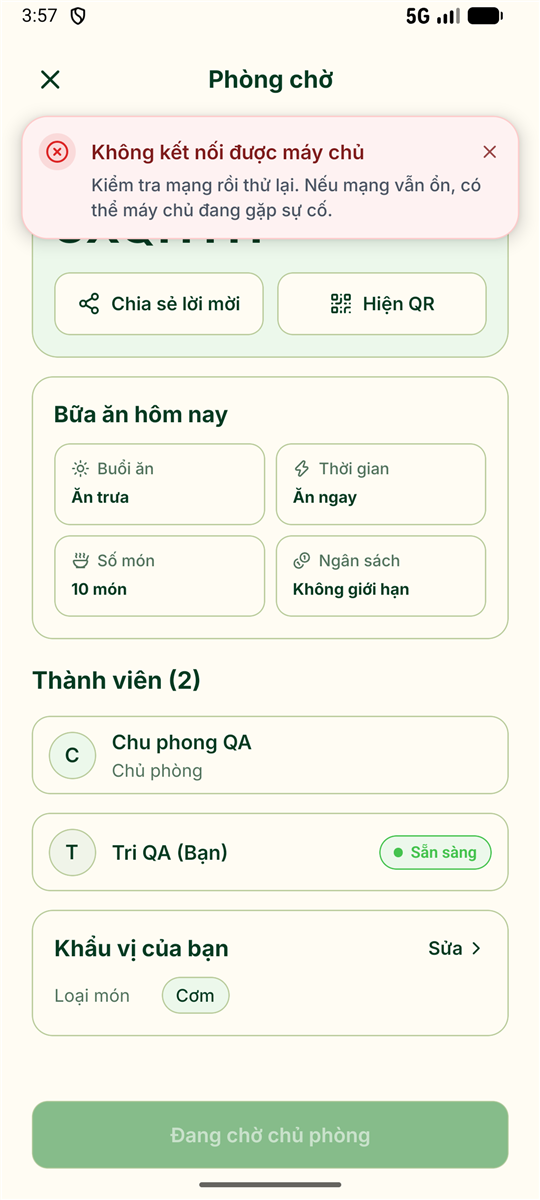 3:57
5G
Phòng chờ
Không kết nối được máy chủ
Kiểm tra mạng rồi thử lại. Nếu mạng vẫn ổn, có
thể máy chủ đang gặp sự cố.
Chia sẻ lời mời
Hiện QR
Bữa ăn hôm nay
Buổi ăn
Ăn trưa
Thời gian
Ăn ngay
Số món
10 món
Ngân sách
Không giới hạn
Thành viên (2)
C
Chu phong QA
Chủ phòng
T
Tri QA (Bạn)
Sẵn sàng
Khẩu vị của bạn
Sửa
Loại món
Cơm
Đang chờ chủ phòng